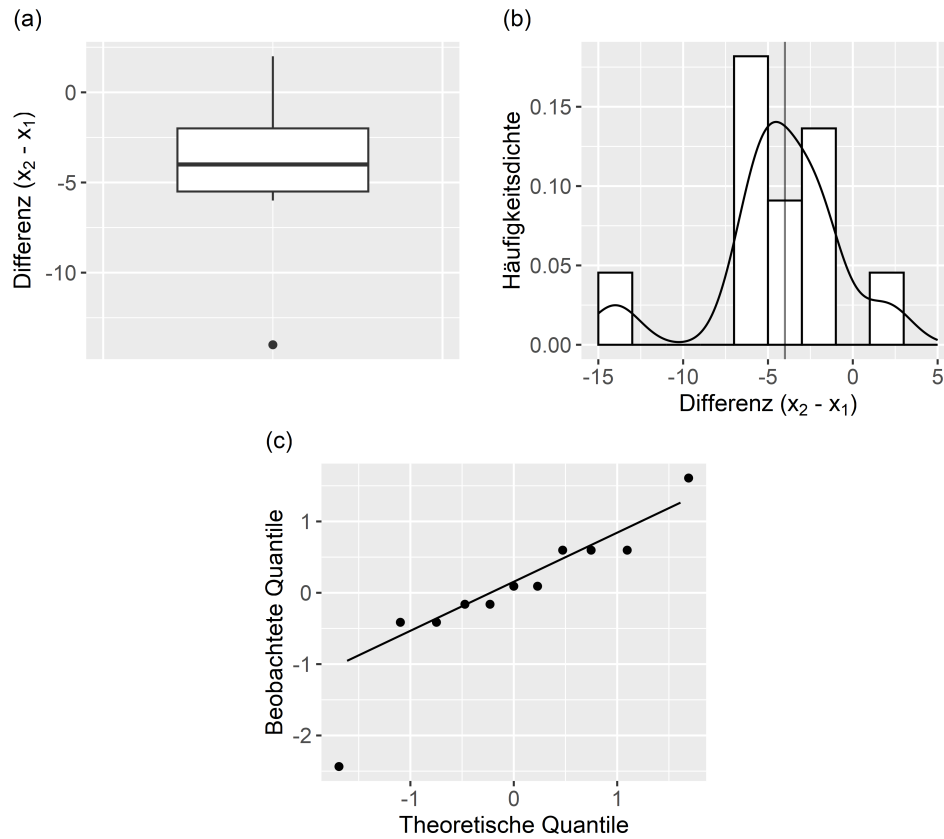 (a)
Differenz (x₂ - x₁)
0
-5
-10
(b)
Häufigkeitsdichte
0.15
0.10
0.05
0.00
-15 -10 -5 0 5
Differenz (x₂ - x₁)
(c)
Beobachtete Quantile
1
0
-1
-2
-1 0 1
Theoretische Quantile